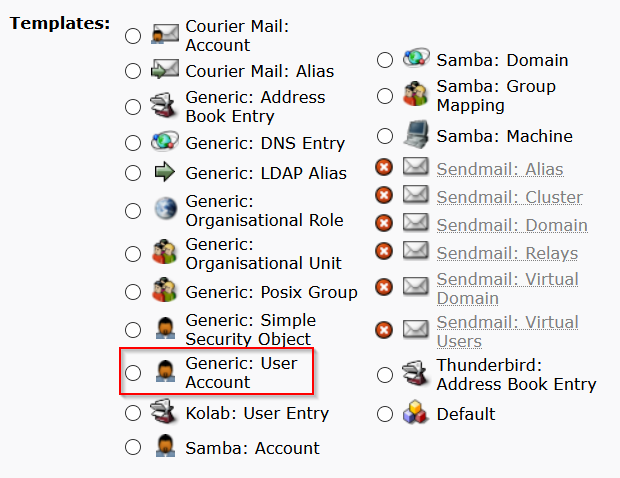 Templates:
Courier Mail:
Account
Courier Mail: Alias
Generic: Address
Book Entry
Generic: DNS Entry
Generic: LDAP Alias
Generic:
Organisational Role
Generic:
Organisational Unit
Generic: Posix Group
Generic: Simple
Security Object
Generic: User
Account
Kolab: User Entry
Samba: Account
Samba: Domain
Samba: Group
Mapping
Samba: Machine
Sendmail: Alias
Sendmail: Cluster
Sendmail: Domain
Sendmail: Relays
Sendmail: Virtual
Domain
Sendmail: Virtual
Users
Thunderbird:
Address Book Entry
Default